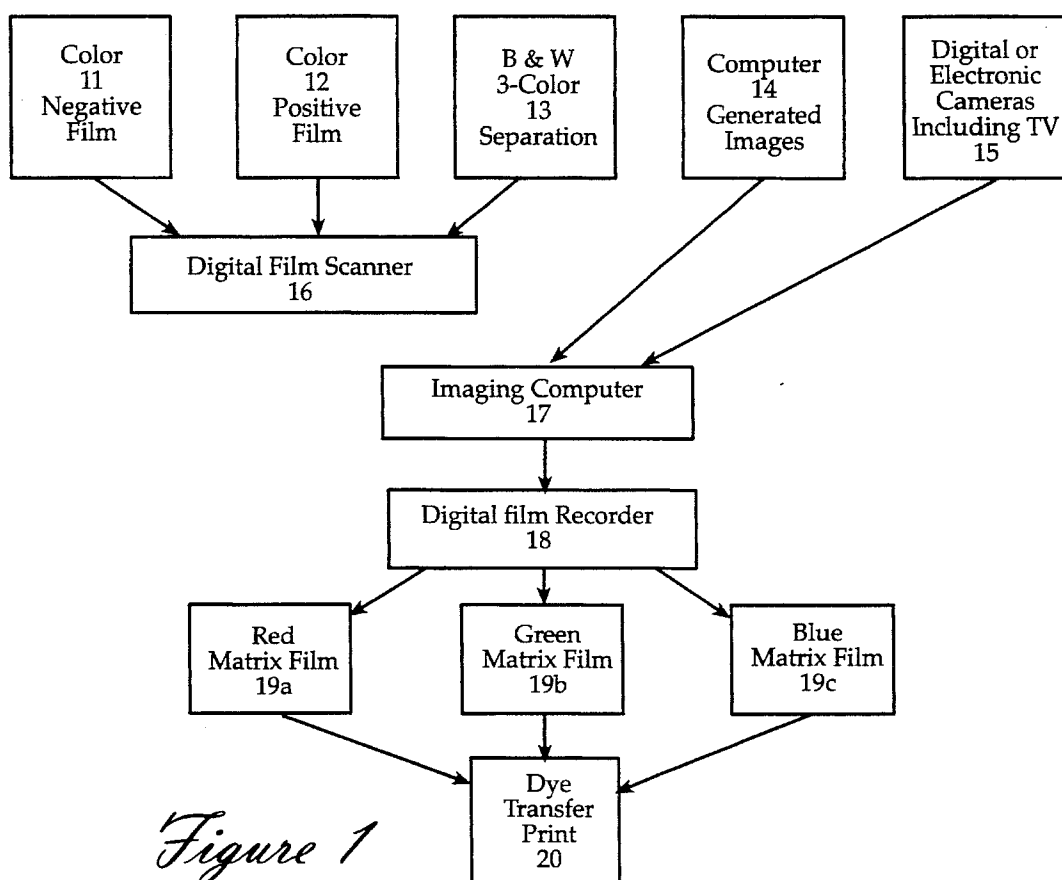 Color
11
Negative
Film
Color
12
Positive
Film
B & W
3-Color
13
Separation
Computer
14
Generated
Images
Digital or
Electronic
Cameras
Including TV
15
Digital Film Scanner
16
Imaging Computer
17
Digital film Recorder
18
Red
Matrix Film
19a
Green
Matrix Film
19b
Blue
Matrix Film
19c
Dye
Transfer
Print
20
Figure 1